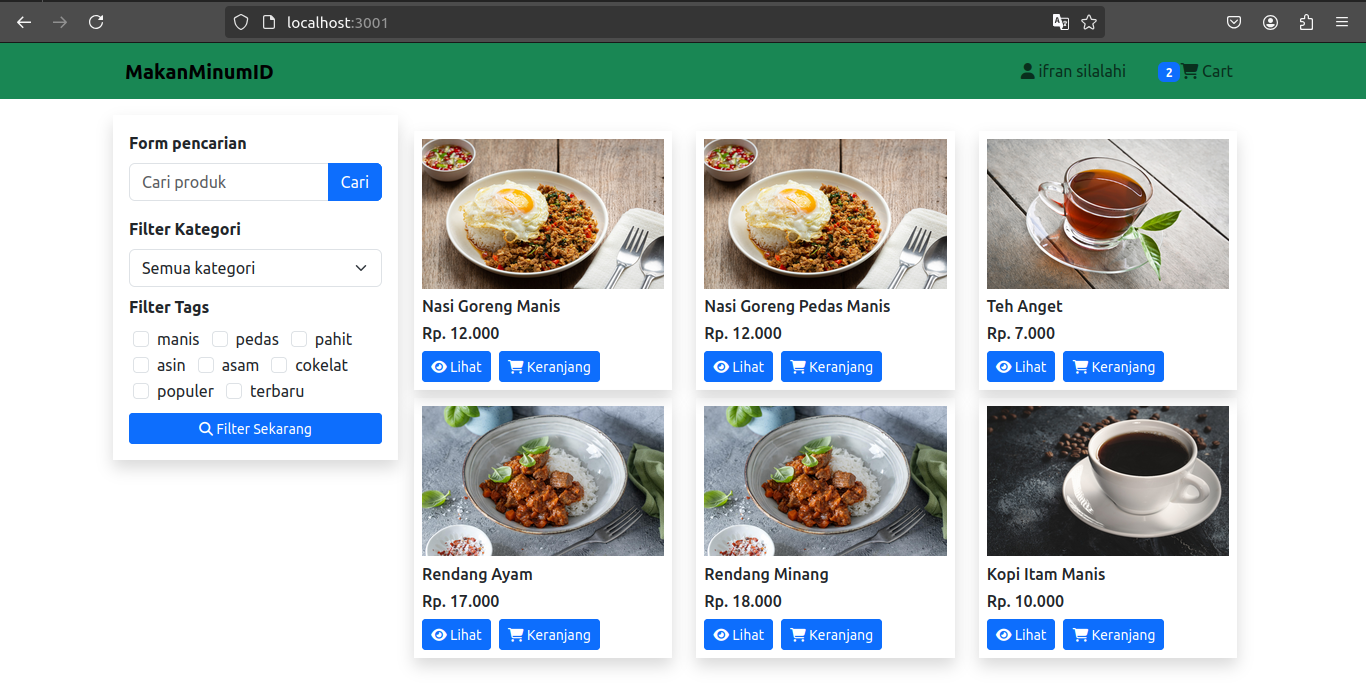 localhost:3001
MakanMinumID
ifran silalahi
2 Cart
Form pencarian
Cari produk Cari
Filter Kategori
Semua kategori
Filter Tags
manis pedas pahit
asin asam cokelat
populer terbaru
Filter Sekarang
Nasi Goreng Manis
Rp. 12.000
Lihat Keranjang
Nasi Goreng Pedas Manis
Rp. 12.000
Lihat Keranjang
Teh Anget
Rp. 7.000
Lihat Keranjang
Rendang Ayam
Rp. 17.000
Lihat Keranjang
Rendang Minang
Rp. 18.000
Lihat Keranjang
Kopi Itam Manis
Rp. 10.000
Lihat Keranjang